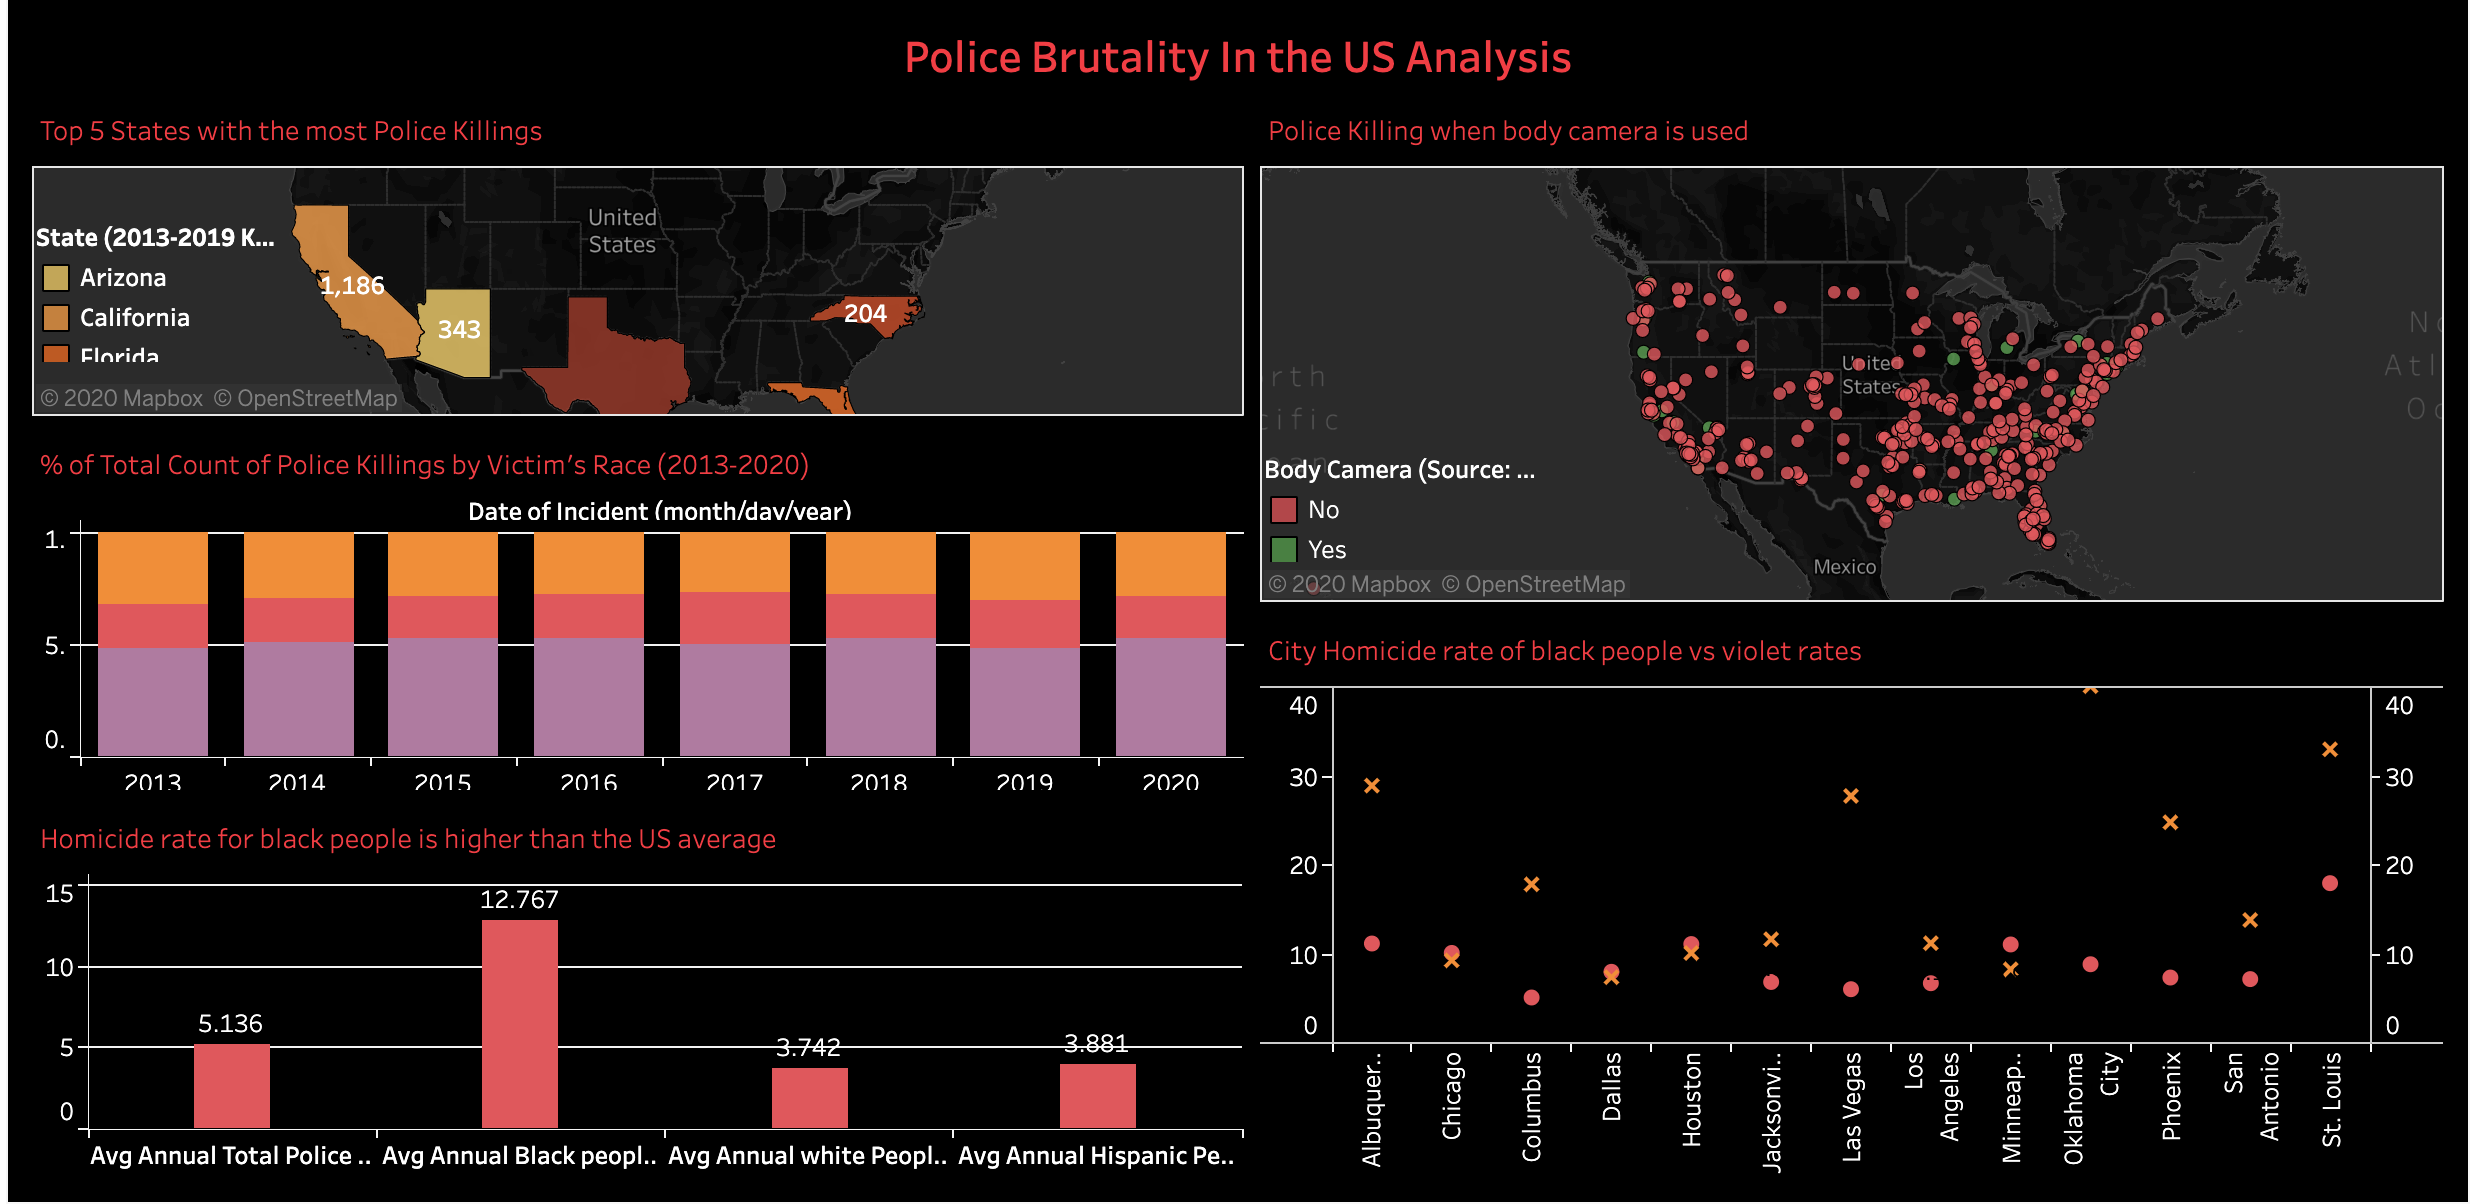 Police Brutality In the US Analysis
Top 5 States with the most Police Killings
United
States
State (2013-2019 K...
Arizona
California
Florida
1,186
343
204
© 2020 Mapbox © OpenStreetMap
% of Total Count of Police Killings by Victim's Race (2013-2020)
Date of Incident (month/day/year)
1.
5.
0.
2013 2014 2015 2016 2017 2018 2019 2020
Homicide rate for black people is higher than the US average
15
10
5
0
5.136
12.767
3.742
3.881
Avg Annual Total Police .. Avg Annual Black peopl.. Avg Annual white Peopl.. Avg Annual Hispanic Pe..
Police Killing when body camera is used
United
States
Mexico
rth
cific
Atl
Body Camera (Source: ...
No
Yes
© 2020 Mapbox © OpenStreetMap
City Homicide rate of black people vs violet rates
40
30
20
10
0
40
30
20
10
0
Albuquer..
Chicago
Columbus
Dallas
Houston
Jacksonvi..
Las Vegas
Los
Angeles
Minneap..
Oklahoma
City
Phoenix
San
Antonio
St. Louis